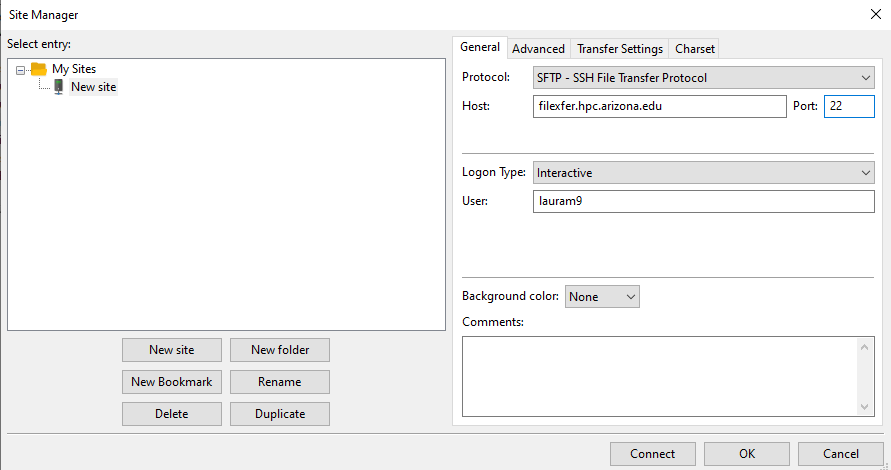 Site Manager
Select entry:
My Sites
New site
New site
New folder
New Bookmark
Rename
Delete
Duplicate
General
Advanced
Transfer Settings
Charset
Protocol:
SFTP - SSH File Transfer Protocol
Host:
filexfer.hpc.arizona.edu
Port:
22
Logon Type:
Interactive
User:
lauram9
Background color:
None
Comments:
Connect
OK
Cancel